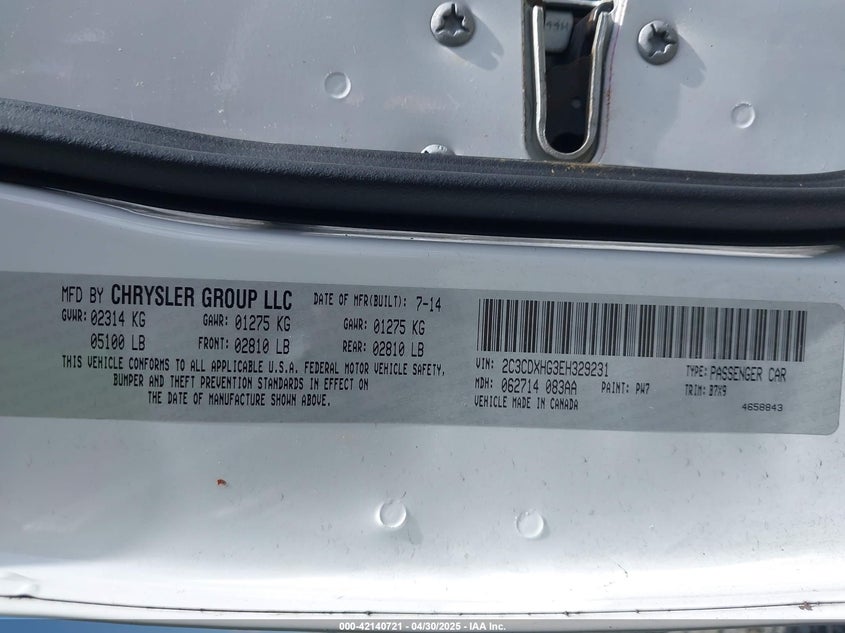 MFD BY CHRYSLER GROUP LLC DATE OF MFR(BUILT): 7-14
GVWR: 02314 KG GAWR: 01275 KG GAWR: 01275 KG
05100 LB FRONT: 02810 LB REAR: 02810 LB
THIS VEHICLE CONFORMS TO ALL APPLICABLE U.S.A. FEDERAL MOTOR VEHICLE SAFETY,
BUMPER AND THEFT PREVENTION STANDARDS IN EFFECT ON
THE DATE OF MANUFACTURE SHOWN ABOVE.
VIN: 2C3CDXHG3EH329231 TYPE: PASSENGER CAR
MDH: 062714 083AA PAINT: PW7 TRIM: B7X9
VEHICLE MADE IN CANADA 4658843
000-42140721 - 04/30/2025 - IAA Inc.